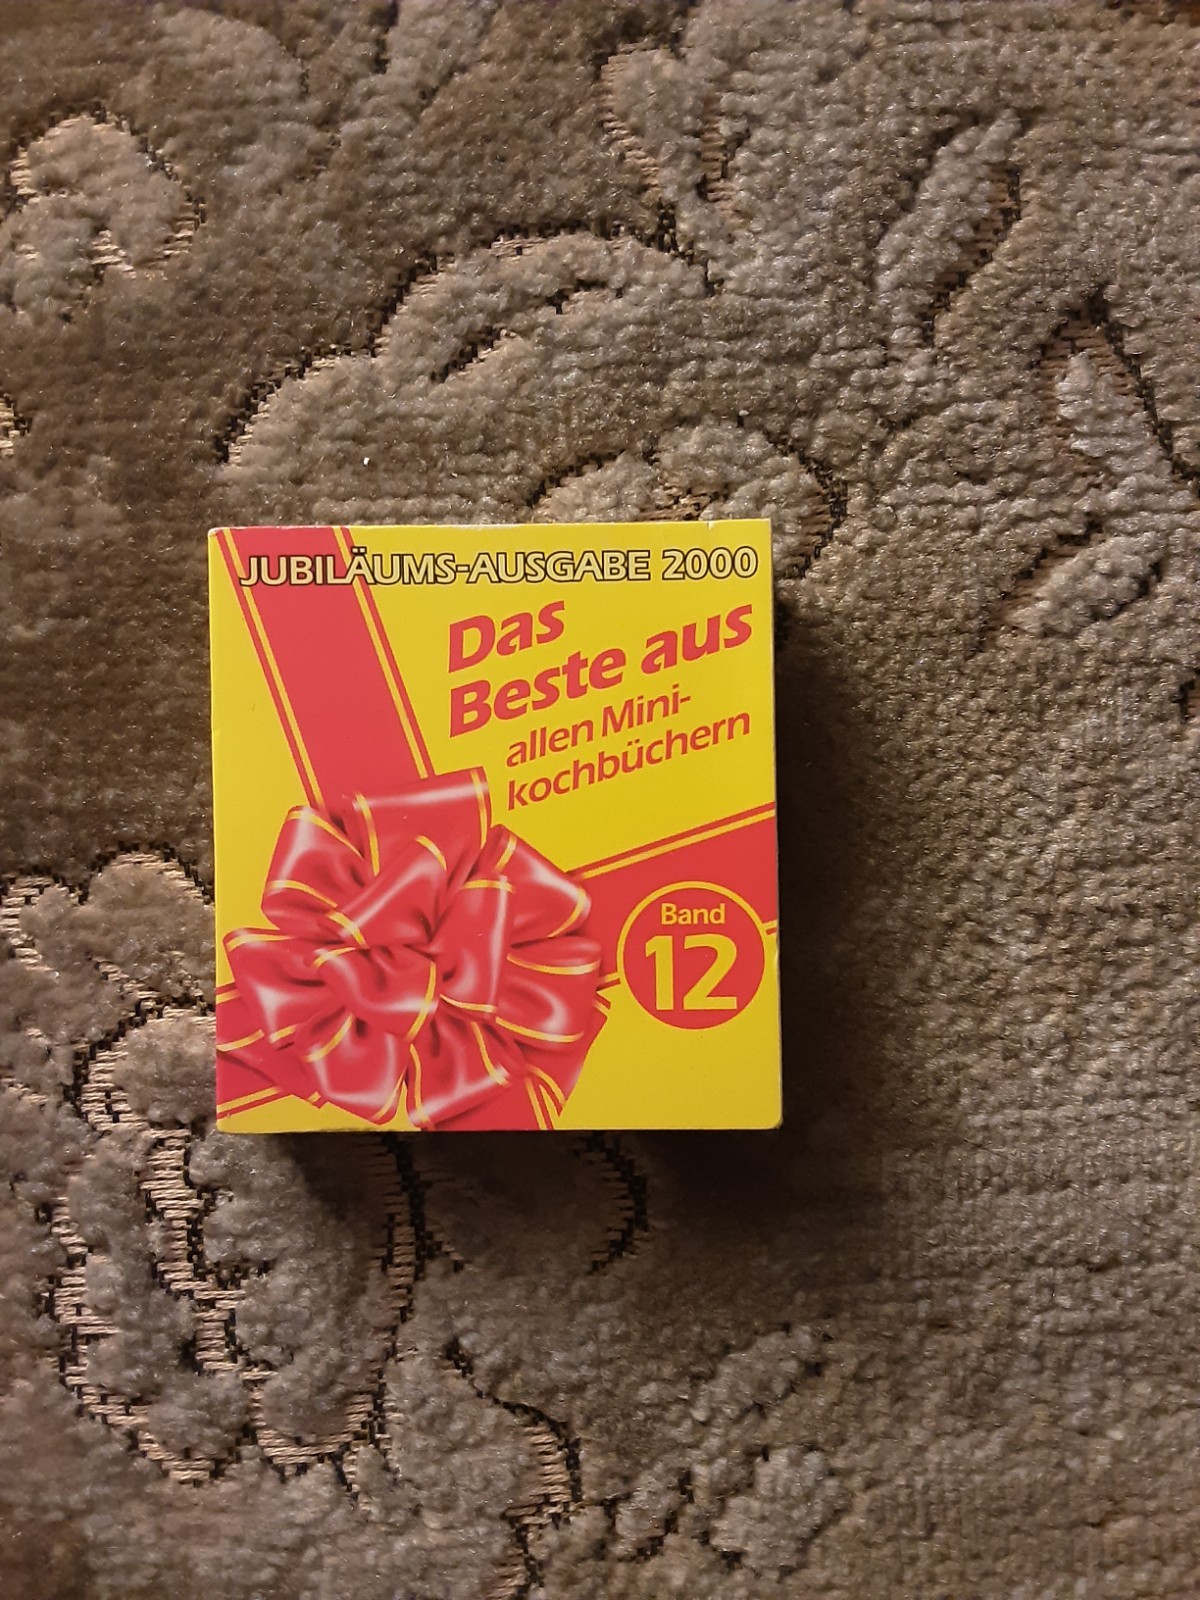 JUBILÄUMS-AUSGABE 2000
Das
Beste aus
allen Mini-
kochbüchern
Band
12